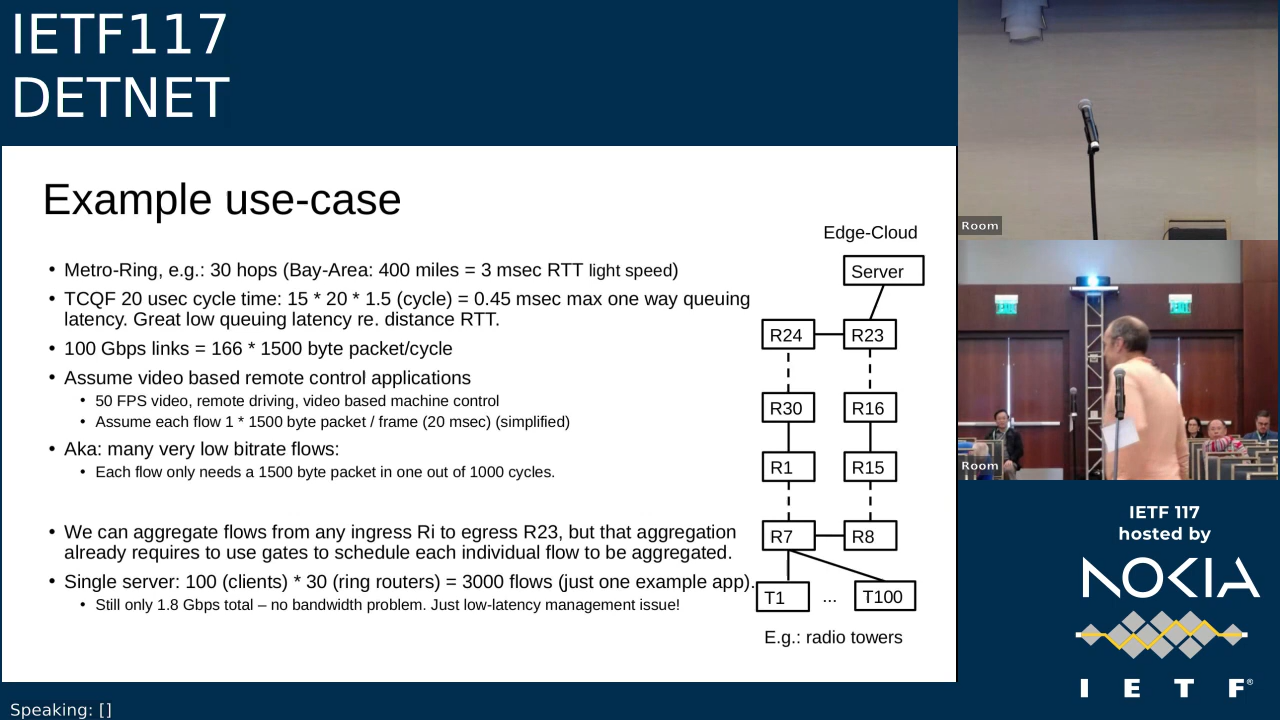 IETF117
DETNET
Example use-case
• Metro-Ring, e.g.: 30 hops (Bay-Area: 400 miles = 3 msec RTT light speed)
• TCQF 20 usec cycle time: 15 * 20 * 1.5 (cycle) = 0.45 msec max one way queuing
latency. Great low queuing latency re. distance RTT.
• 100 Gbps links = 166 * 1500 byte packet/cycle
• Assume video based remote control applications
• 50 FPS video, remote driving, video based machine control
• Assume each flow 1 * 1500 byte packet / frame (20 msec) (simplified)
• Aka: many very low bitrate flows:
• Each flow only needs a 1500 byte packet in one out of 1000 cycles.
• We can aggregate flows from any ingress Ri to egress R23, but that aggregation
already requires to use gates to schedule each individual flow to be aggregated.
• Single server: 100 (clients) * 30 (ring routers) = 3000 flows (just one example app).
• Still only 1.8 Gbps total – no bandwidth problem. Just low-latency management issue!
Edge-Cloud
Server
R24 R23
R30 R16
R1 R15
R7 R8
T1 ... T100
E.g.: radio towers
Room
Room
IETF 117
hosted by
NOKIA
I E T F®
Speaking: []